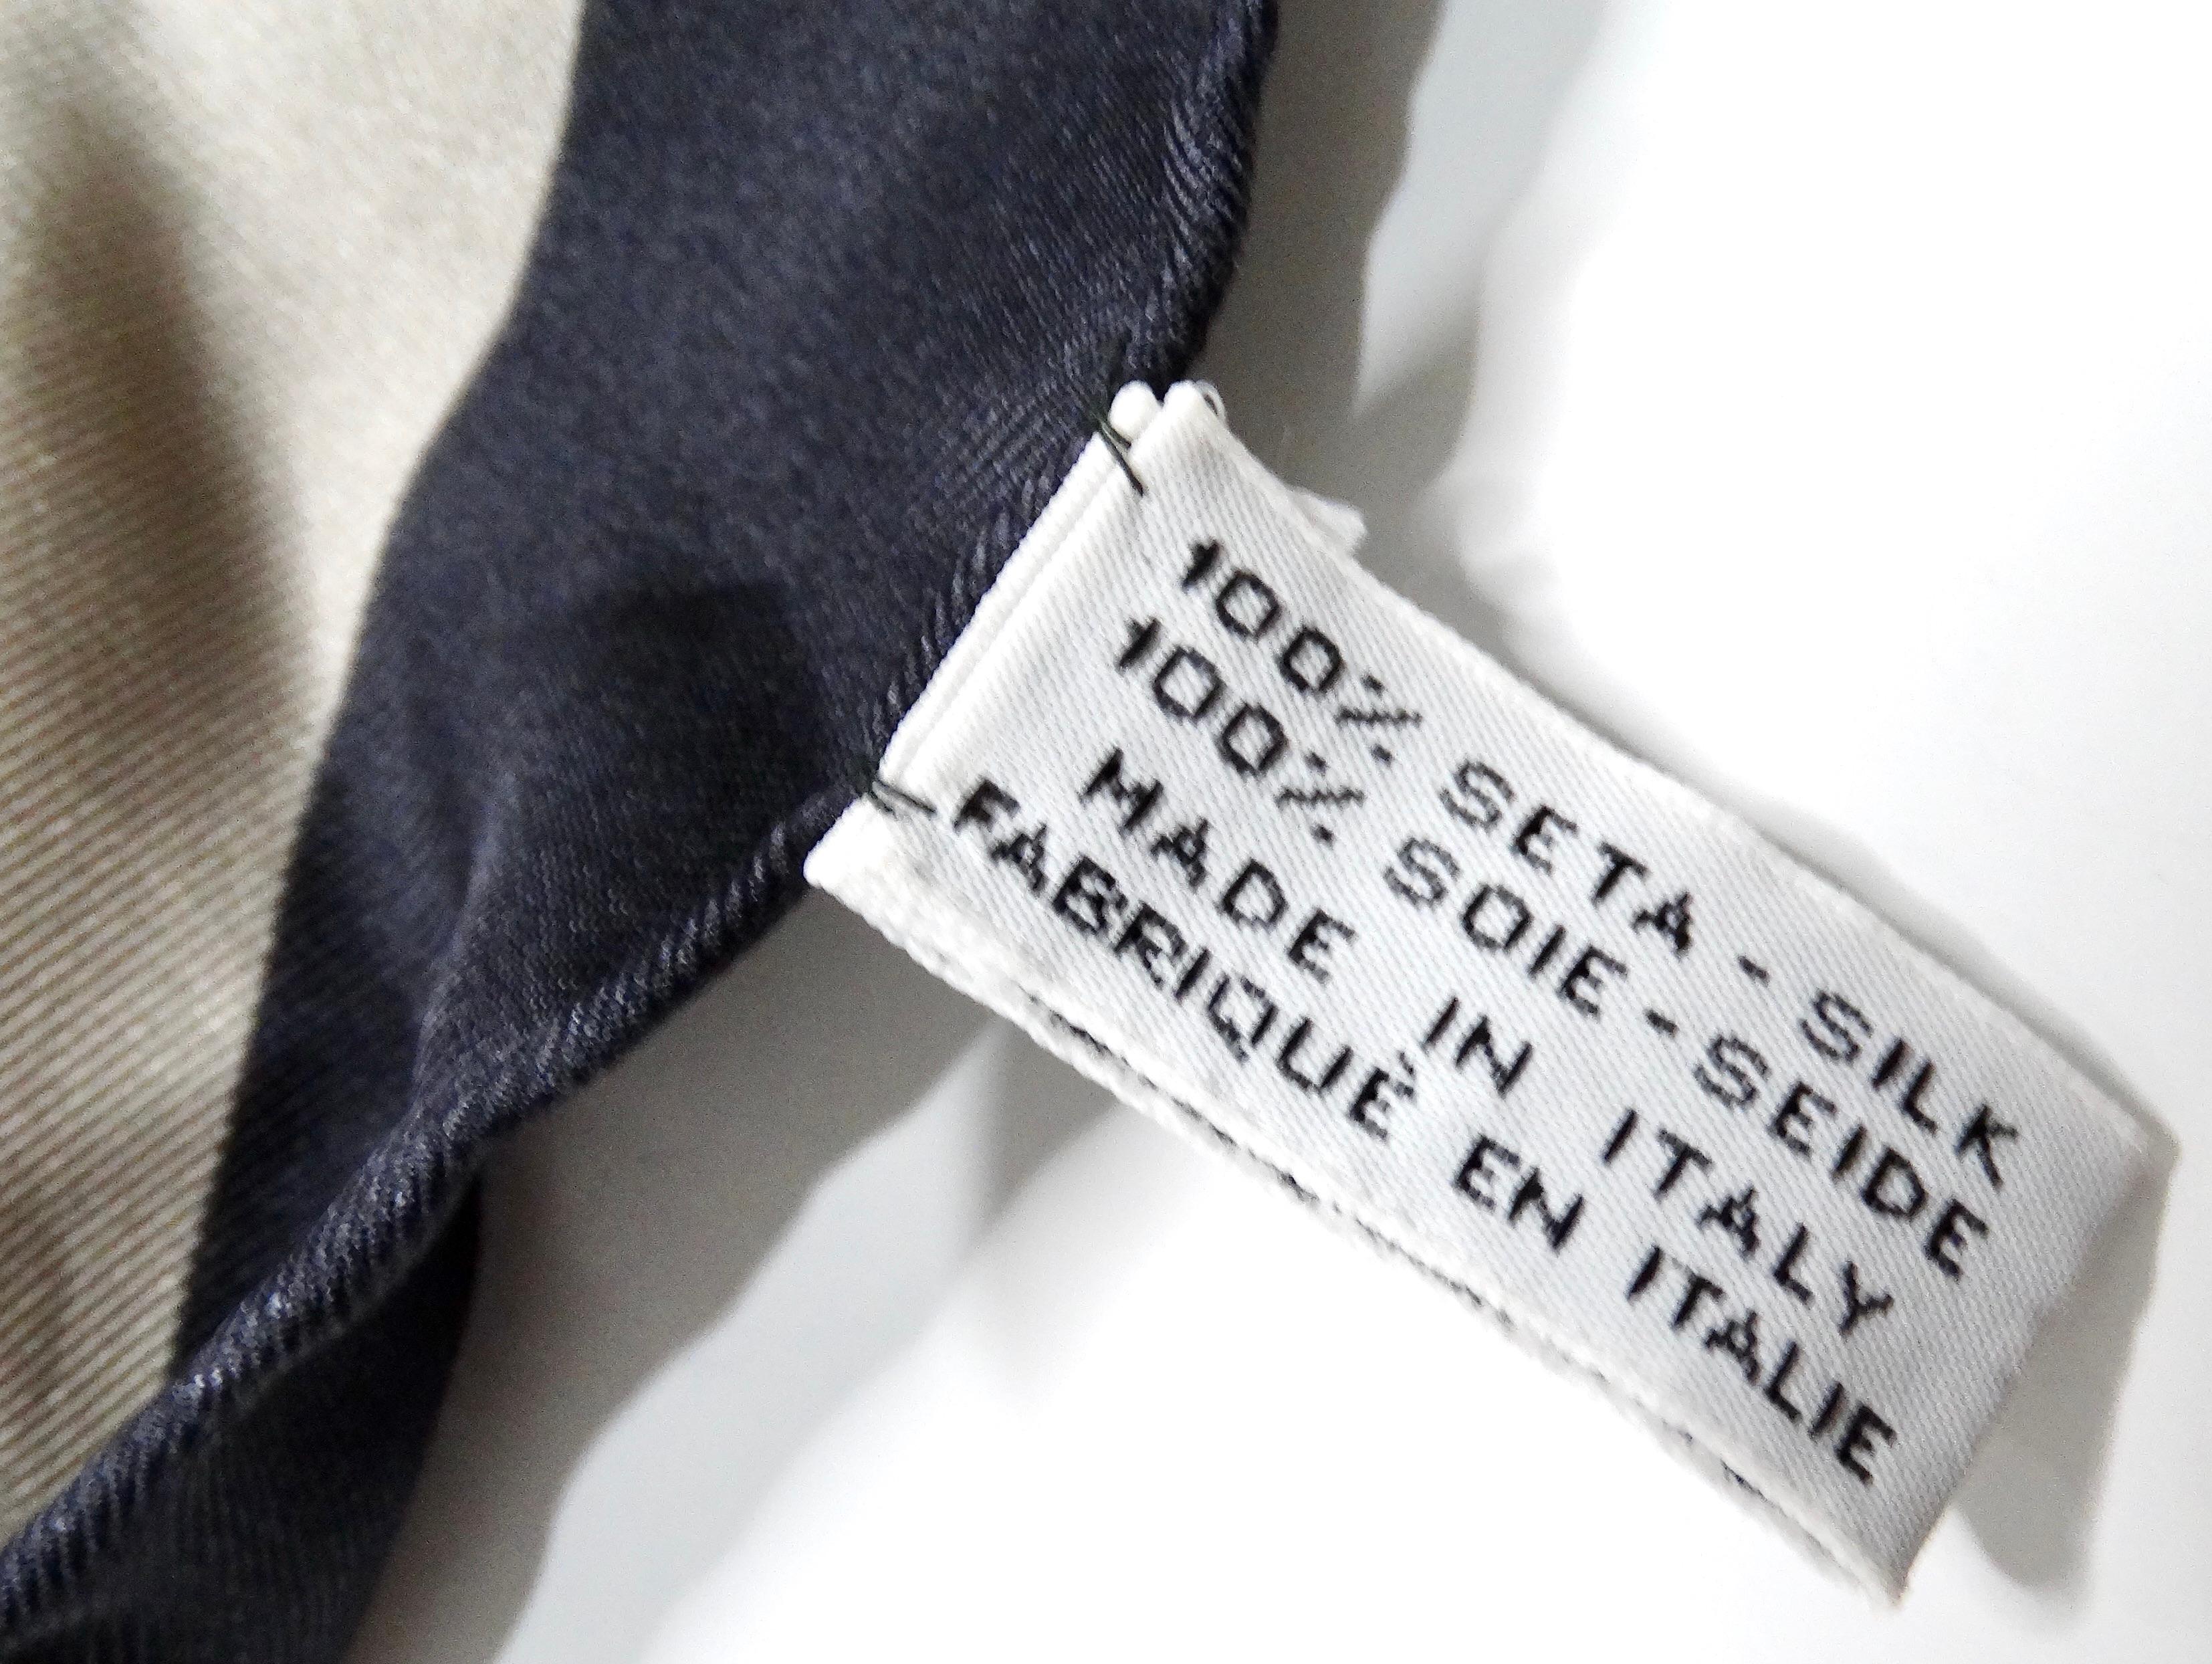 100% SETA - SILK
100% SOIE - SEIDE
MADE IN ITALY
FABRIQUÉ EN ITALIE